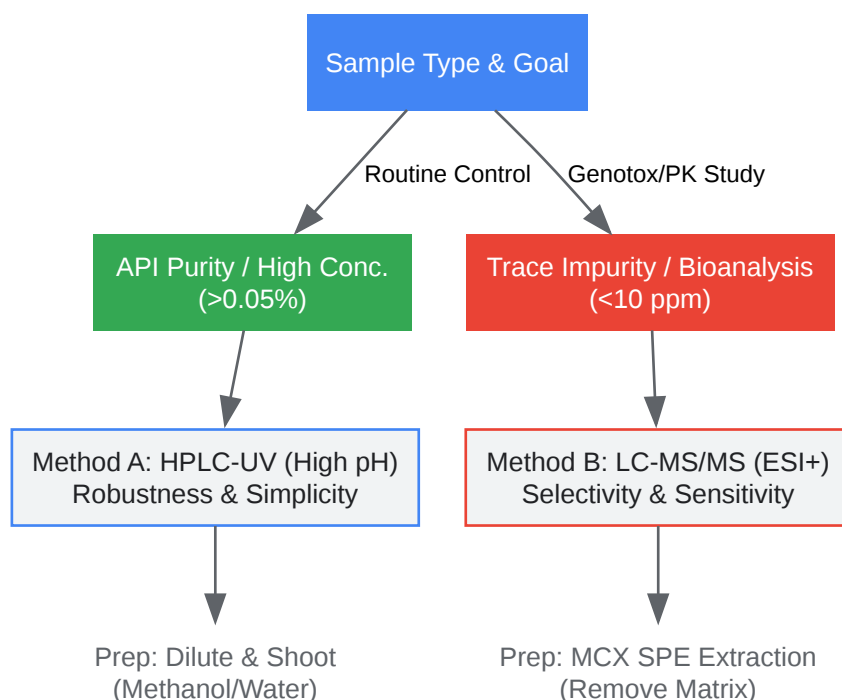 Sample Type & Goal
Routine Control
Genotox/PK Study
API Purity / High Conc.
(>0.05%)
Trace Impurity / Bioanalysis
(<10 ppm)
Method A: HPLC-UV (High pH)
Robustness & Simplicity
Method B: LC-MS/MS (ESI+)
Selectivity & Sensitivity
Prep: Dilute & Shoot
(Methanol/Water)
Prep: MCX SPE Extraction
(Remove Matrix)